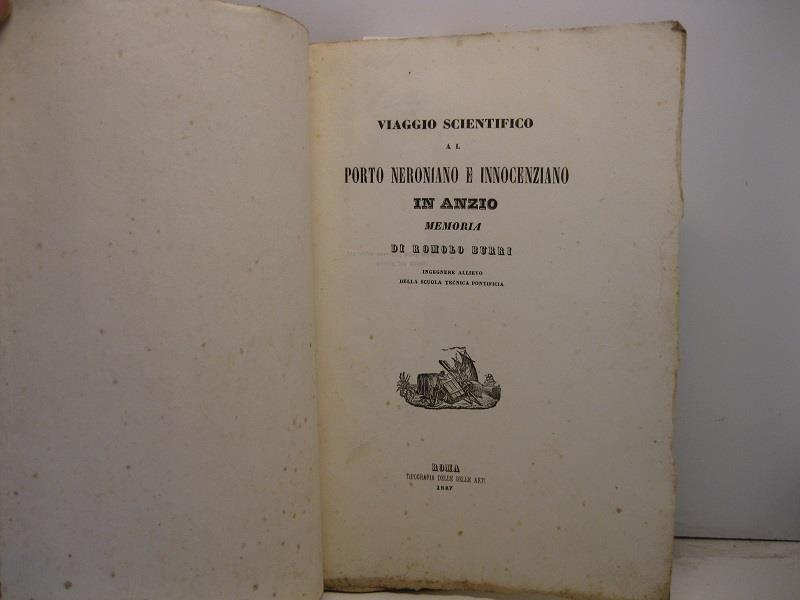 VIAGGIO SCIENTIFICO
AL
PORTO NERONIANO E INNOCENZIANO
IN ANZIO
MEMORIA
DI ROMOLO BURRI
INGEGNERE ALLIEVO
DELLA SCUOLA TECNICA PONTIFICIA
ROMA
TIPOGRAFIA DELLE BELLE ARTI
1847